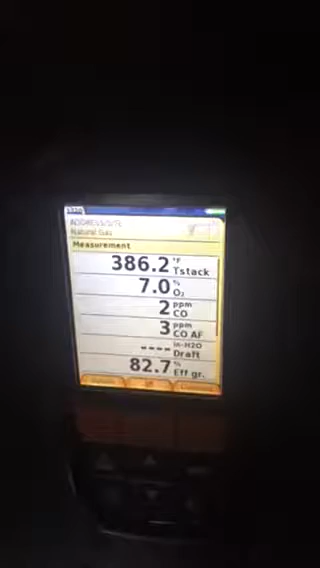 ADDRESS/SITE
Natural Gas
Measurement
386.2 °F Tstack
7.0 % O₂
2 ppm CO
3 ppm CO AF
---- in-H2O Draft
82.7 % Eff gr.